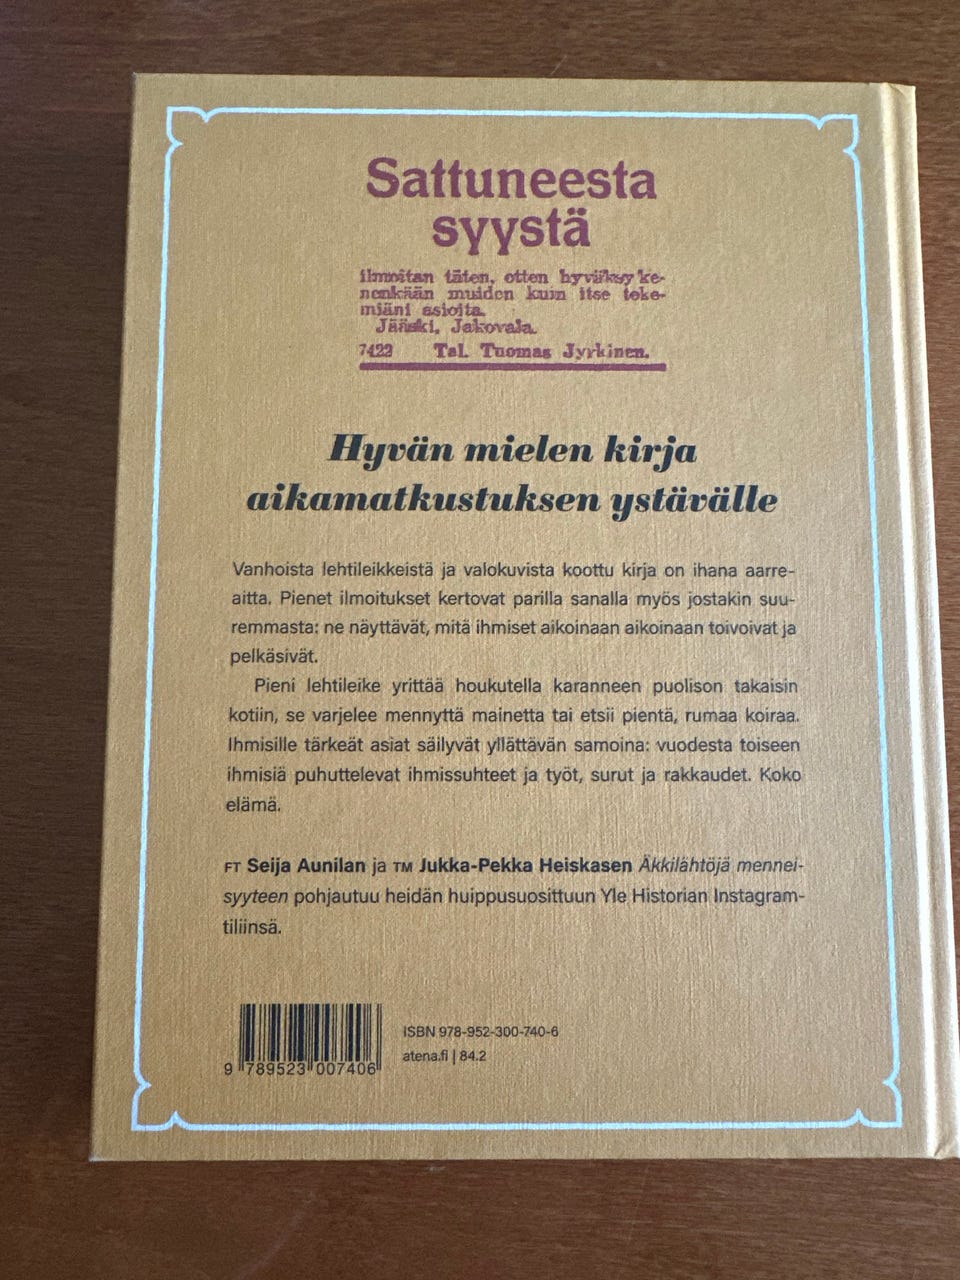 Sattuneesta
syystä
ilmoitan täten, etten hyväksy ke-
nenkään muiden kuin itse teke-
miäni asioita.
Jääski, Jakovala.
7422 Tal. Tuomas Jyrkinen.
Hyvän mielen kirja
aikamatkustuksen ystävälle
Vanhoista lehtileikkeistä ja valokuvista koottu kirja on ihana aarre-
aitta. Pienet ilmoitukset kertovat parilla sanalla myös jostakin suu-
remmasta: ne näyttävät, mitä ihmiset aikoinaan aikoinaan toivoivat ja
pelkäsivät.
Pieni lehtileike yrittää houkutella karanneen puolison takaisin
kotiin, se varjelee mennyttä mainetta tai etsii pientä, rumaa koiraa.
Ihmisille tärkeät asiat säilyvät yllättävän samoina: vuodesta toiseen
ihmisiä puhuttelevat ihmissuhteet ja työt, surut ja rakkaudet. Koko
elämä.
FT Seija Aunilan ja TM Jukka-Pekka Heiskasen Äkkilähtöjä mennei-
syyteen pohjautuu heidän huippusuosittuun Yle Historian Instagram-
tiliinsä.
ISBN 978-952-300-740-6
atena.fi | 84.2
9 789523 007406